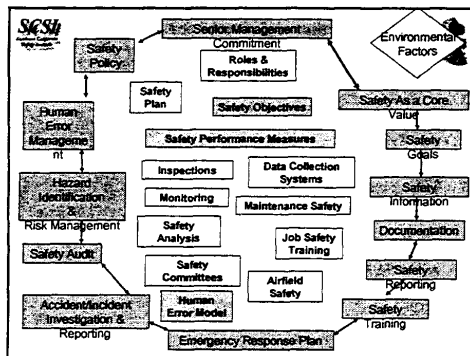 SCSI
Senior Management
Commitment
Environmental
Factors
Safety
Policy
Roles &
Responsibilities
Safety
Plan
Safety Objectives
Safety As a Core
Value
Human
Error
Manageme
nt
Safety Performance Measures
Safety
Goals
Inspections
Data Collection
Systems
Hazard
Identification
&
Risk Management
Safety
Information
Monitoring
Maintenance Safety
Safety
Analysis
Documentation
Job Safety
Training
Safety Audit
Safety
Committees
Safety
Reporting
Airfield
Safety
Accident/Incident
Investigation &
Reporting
Human
Error Model
Safety
Training
Emergency Response Plan